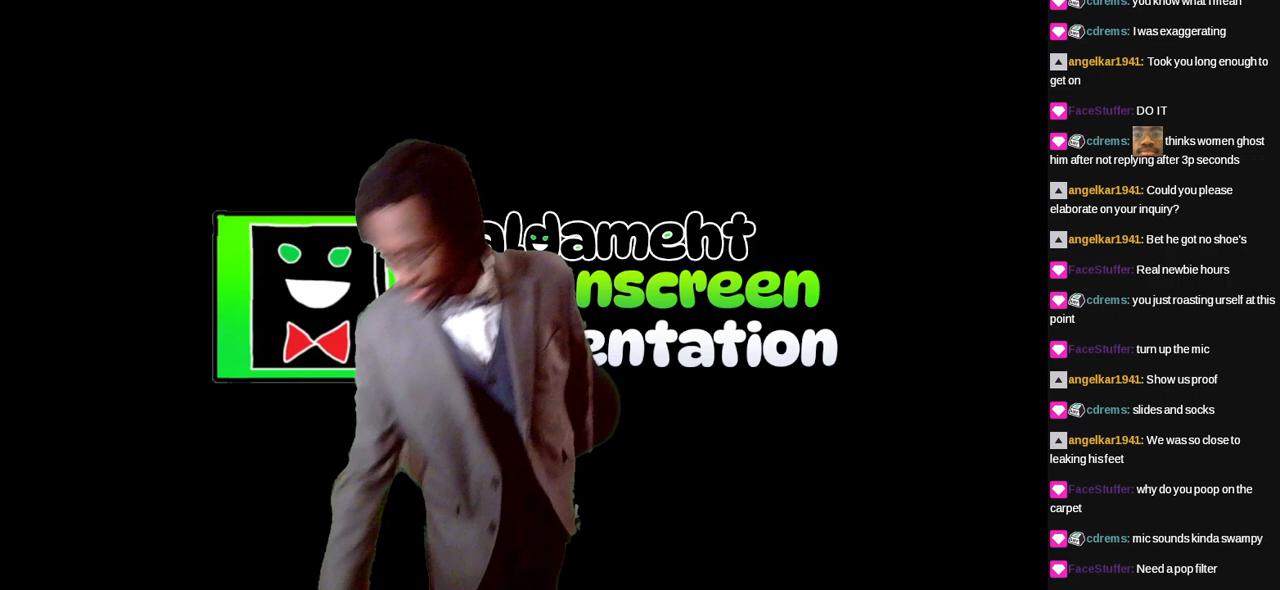 aldameht
nscreen
entation
cdrems: you know what I mean
cdrems: I was exaggerating
angelkar1941: Took you long enough to
get on
FaceStuffer: DO IT
cdrems: thinks women ghost
him after not replying after 3p seconds
angelkar1941: Could you please
elaborate on your inquiry?
angelkar1941: Bet he got no shoe's
FaceStuffer: Real newbie hours
cdrems: you just roasting urself at this
point
FaceStuffer: turn up the mic
angelkar1941: Show us proof
cdrems: slides and socks
angelkar1941: We was so close to
leaking his feet
FaceStuffer: why do you poop on the
carpet
cdrems: mic sounds kinda swampy
FaceStuffer: Need a pop filter